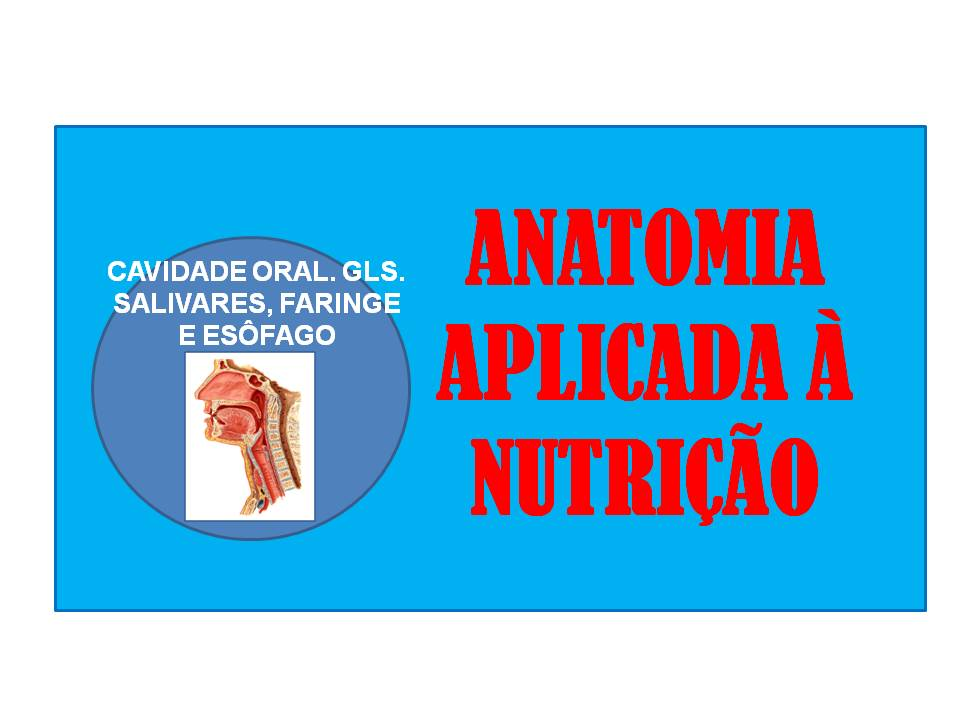 CAVIDADE ORAL. GLS.
SALIVARES, FARINGE
E ESÔFAGO
ANATOMIA
APLICADA À
NUTRIÇÃO